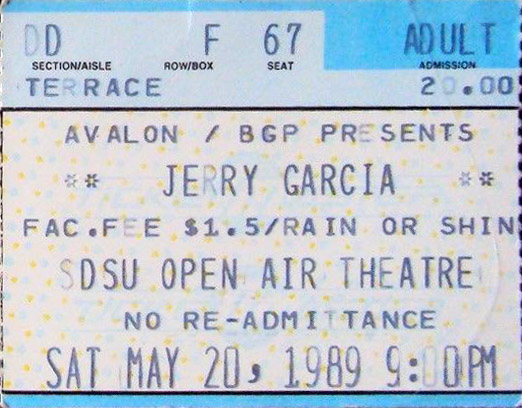 DD F 67 ADULT
SECTION/AISLE ROW/BOX SEAT ADMISSION
TERRACE 20.00
AVALON / BGP PRESENTS
** JERRY GARCIA **
FAC.FEE $1.5/RAIN OR SHIN
SDSU OPEN AIR THEATRE
NO RE-ADMITTANCE
SAT MAY 20, 1989 9:00PM